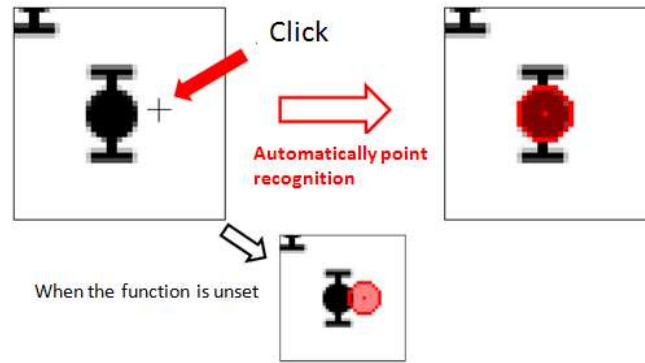 Click
Automatically point
recognition
When the function is unset